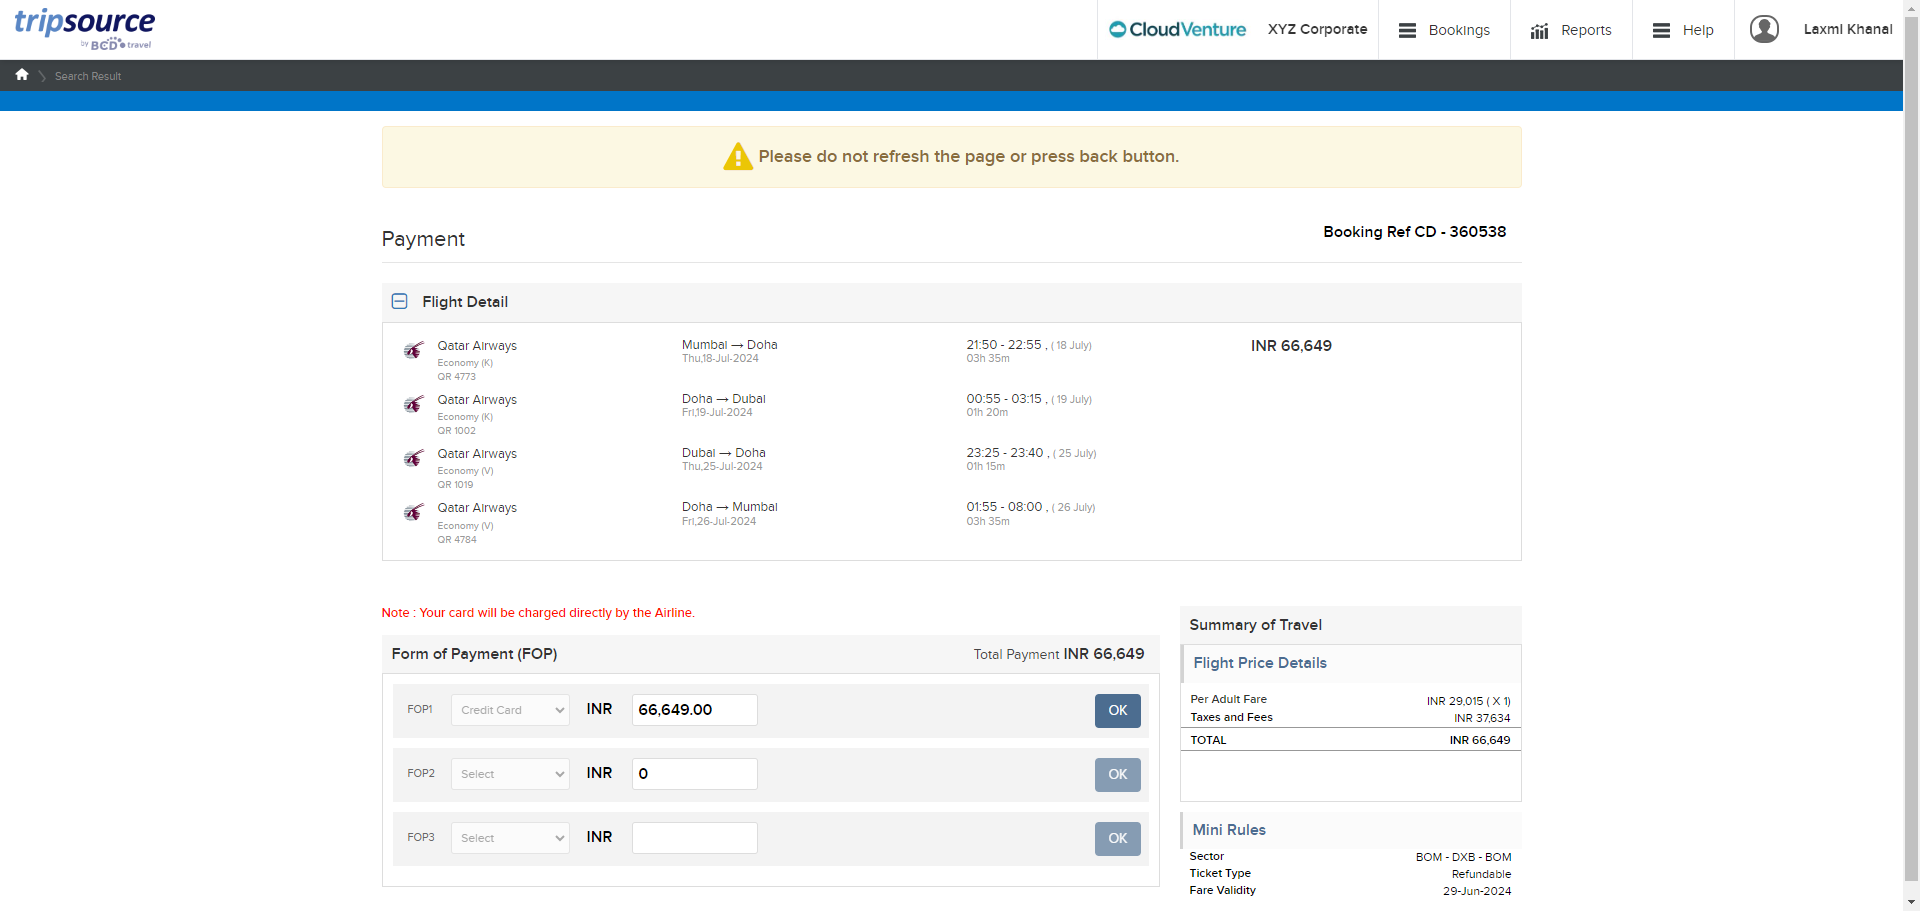 tripsource
by BCD travel
CloudVenture
XYZ Corporate
Bookings
Reports
Help
Laxmi Khanal
Search Result
Please do not refresh the page or press back button.
Payment
Booking Ref CD - 360538
Flight Detail
Qatar Airways
Economy (K)
QR 4773
Mumbai → Doha
Thu,18-Jul-2024
21:50 - 22:55 , ( 18 July)
03h 35m
INR 66,649
Qatar Airways
Economy (K)
QR 1002
Doha → Dubai
Fri,19-Jul-2024
00:55 - 03:15 , ( 19 July)
01h 20m
Qatar Airways
Economy (V)
QR 1019
Dubai → Doha
Thu,25-Jul-2024
23:25 - 23:40 , ( 25 July)
01h 15m
Qatar Airways
Economy (V)
QR 4784
Doha → Mumbai
Fri,26-Jul-2024
01:55 - 08:00 , ( 26 July)
03h 35m
Note : Your card will be charged directly by the Airline.
Form of Payment (FOP)
Total Payment INR 66,649
FOP1 Credit Card INR 66,649.00 OK
FOP2 Select INR 0 OK
FOP3 Select INR OK
Summary of Travel
Flight Price Details
Per Adult Fare INR 29,015 ( X 1)
Taxes and Fees INR 37,634
TOTAL INR 66,649
Mini Rules
Sector BOM - DXB - BOM
Ticket Type Refundable
Fare Validity 29-Jun-2024